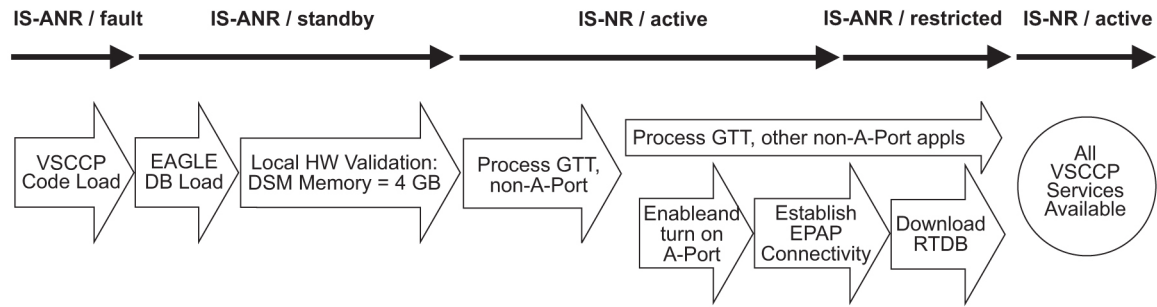 IS-ANR / fault
IS-ANR / standby
IS-NR / active
IS-ANR / restricted
IS-NR / active
VSCCP
Code Load
EAGLE
DB Load
Local HW Validation:
DSM Memory = 4 GB
Process GTT,
non-A-Port
Process GTT, other non-A-Port appls
Enableand
turn on
A-Port
Establish
EPAP
Connectivity
Download
RTDB
All
VSCCP
Services
Available